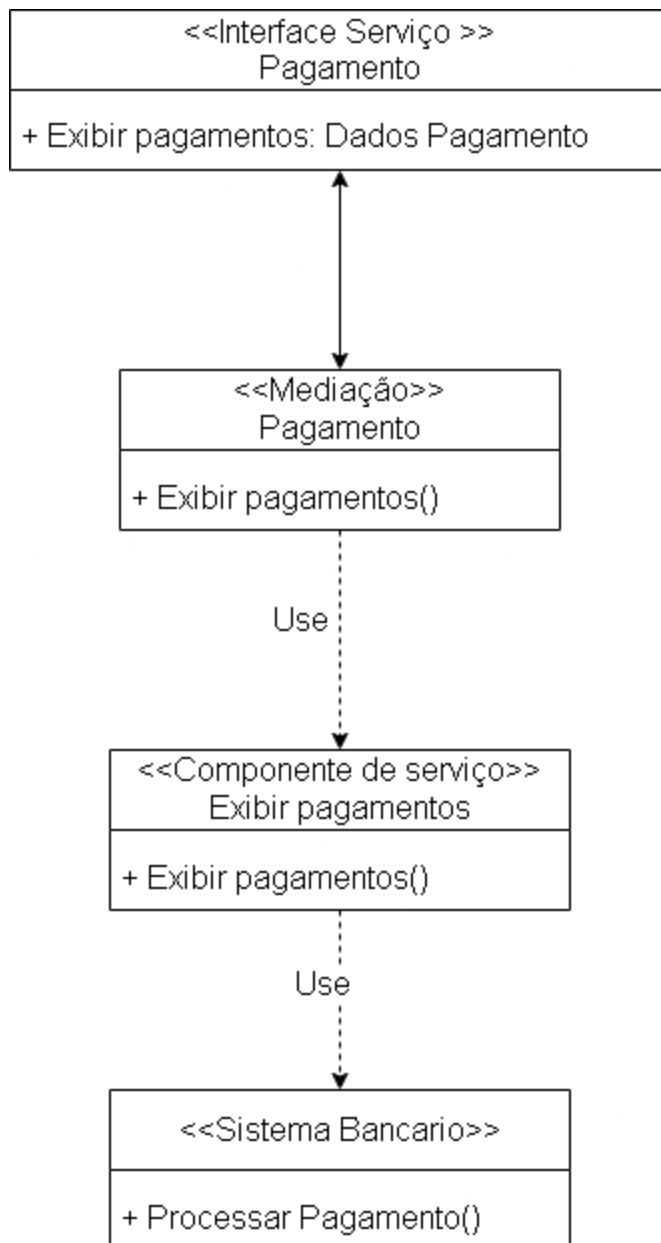 <<Interface Serviço >>
Pagamento
+ Exibir pagamentos: Dados Pagamento
<<Mediação>>
Pagamento
+ Exibir pagamentos()
Use
<<Componente de serviço>>
Exibir pagamentos
+ Exibir pagamentos()
Use
<<Sistema Bancario>>
+ Processar Pagamento()